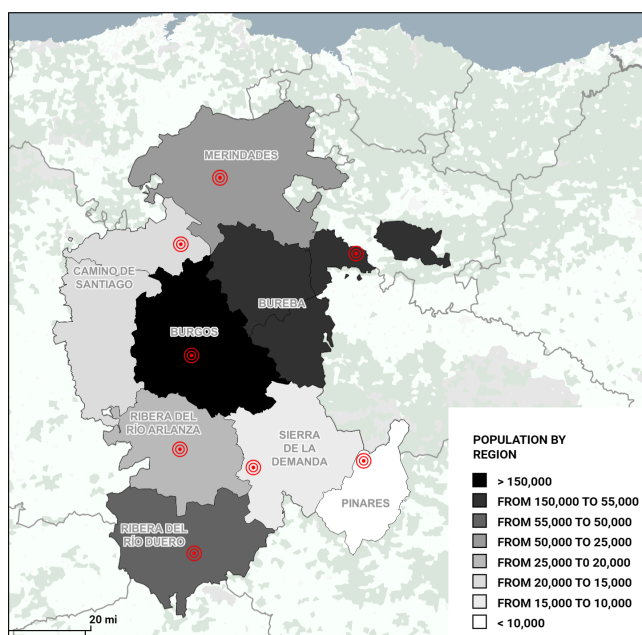 MERINDADES
CAMINO DE
SANTIAGO
BUREBA
BURGOS
RIBERA DEL
RÍO ARLANZA
SIERRA
DE LA
DEMANDA
PINARES
RIBERA DEL
RÍO DUERO
20 mi
POPULATION BY
REGION
> 150,000
FROM 150,000 TO 55,000
FROM 55,000 TO 50,000
FROM 50,000 TO 25,000
FROM 25,000 T0 20,000
FROM 20,000 TO 15,000
FROM 15,000 TO 10,000
< 10,000